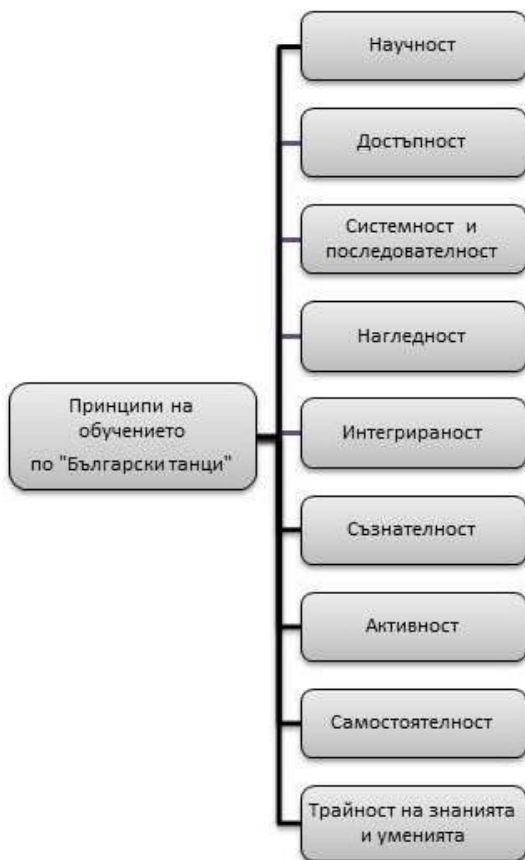 Научност
Достъпност
Системност и
последователност
Нагледност
Принципи на
обучението
по "Български танци"
Интегрираност
Съзнателност
Активност
Самостоятелност
Трайност на знанията
и уменията